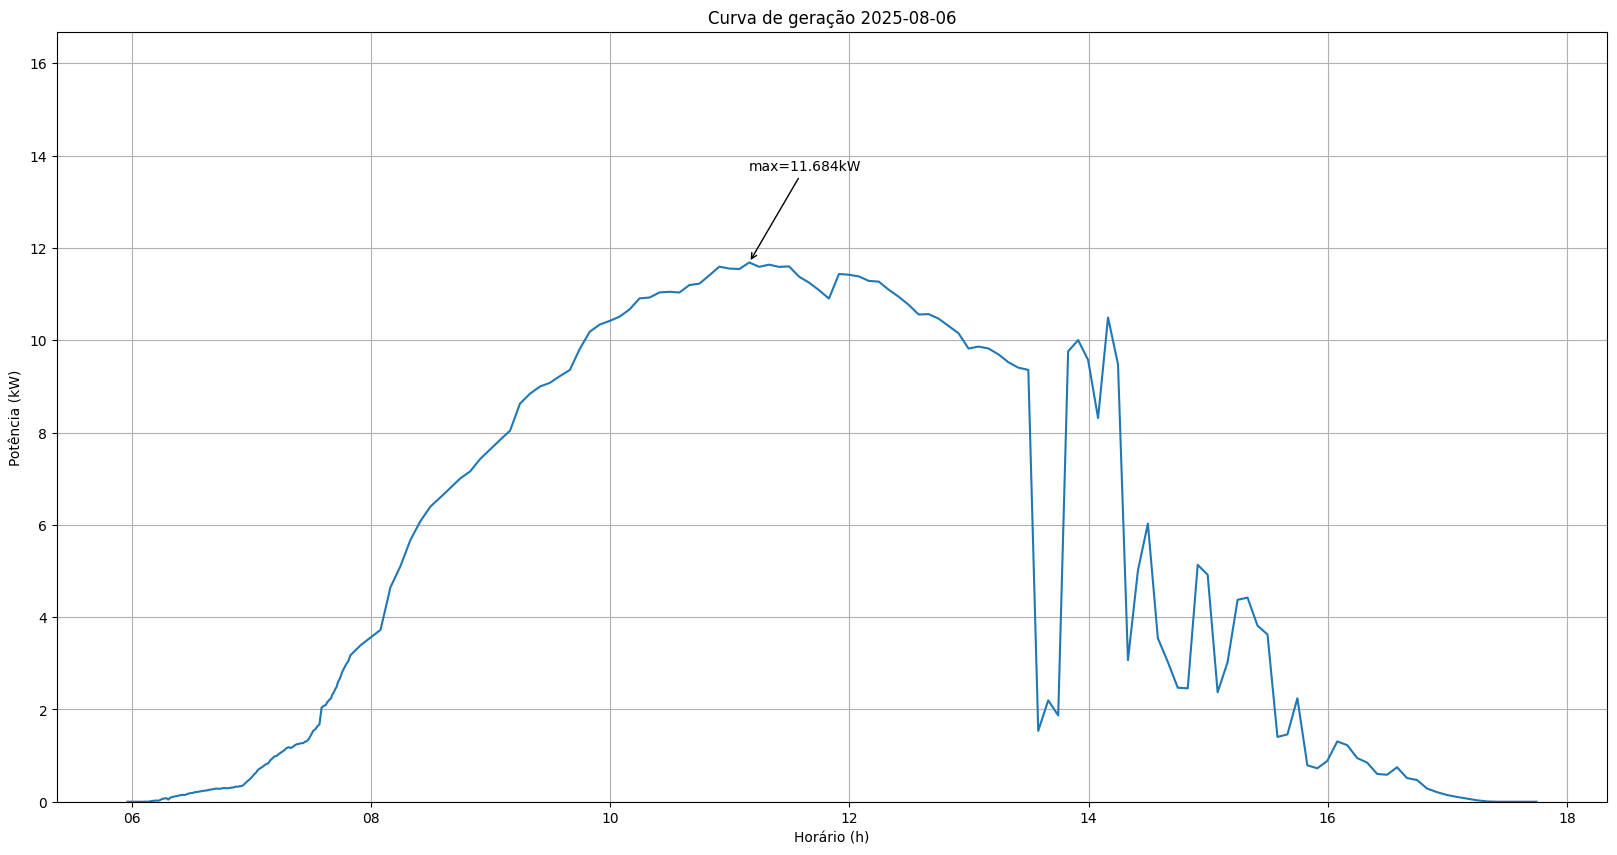 Curva de geração 2025-08-06
16
14
max=11.684kW
12
10
8
6
4
2
0
Potência (kW)
06 08 10 12 14 16 18
Horário (h)